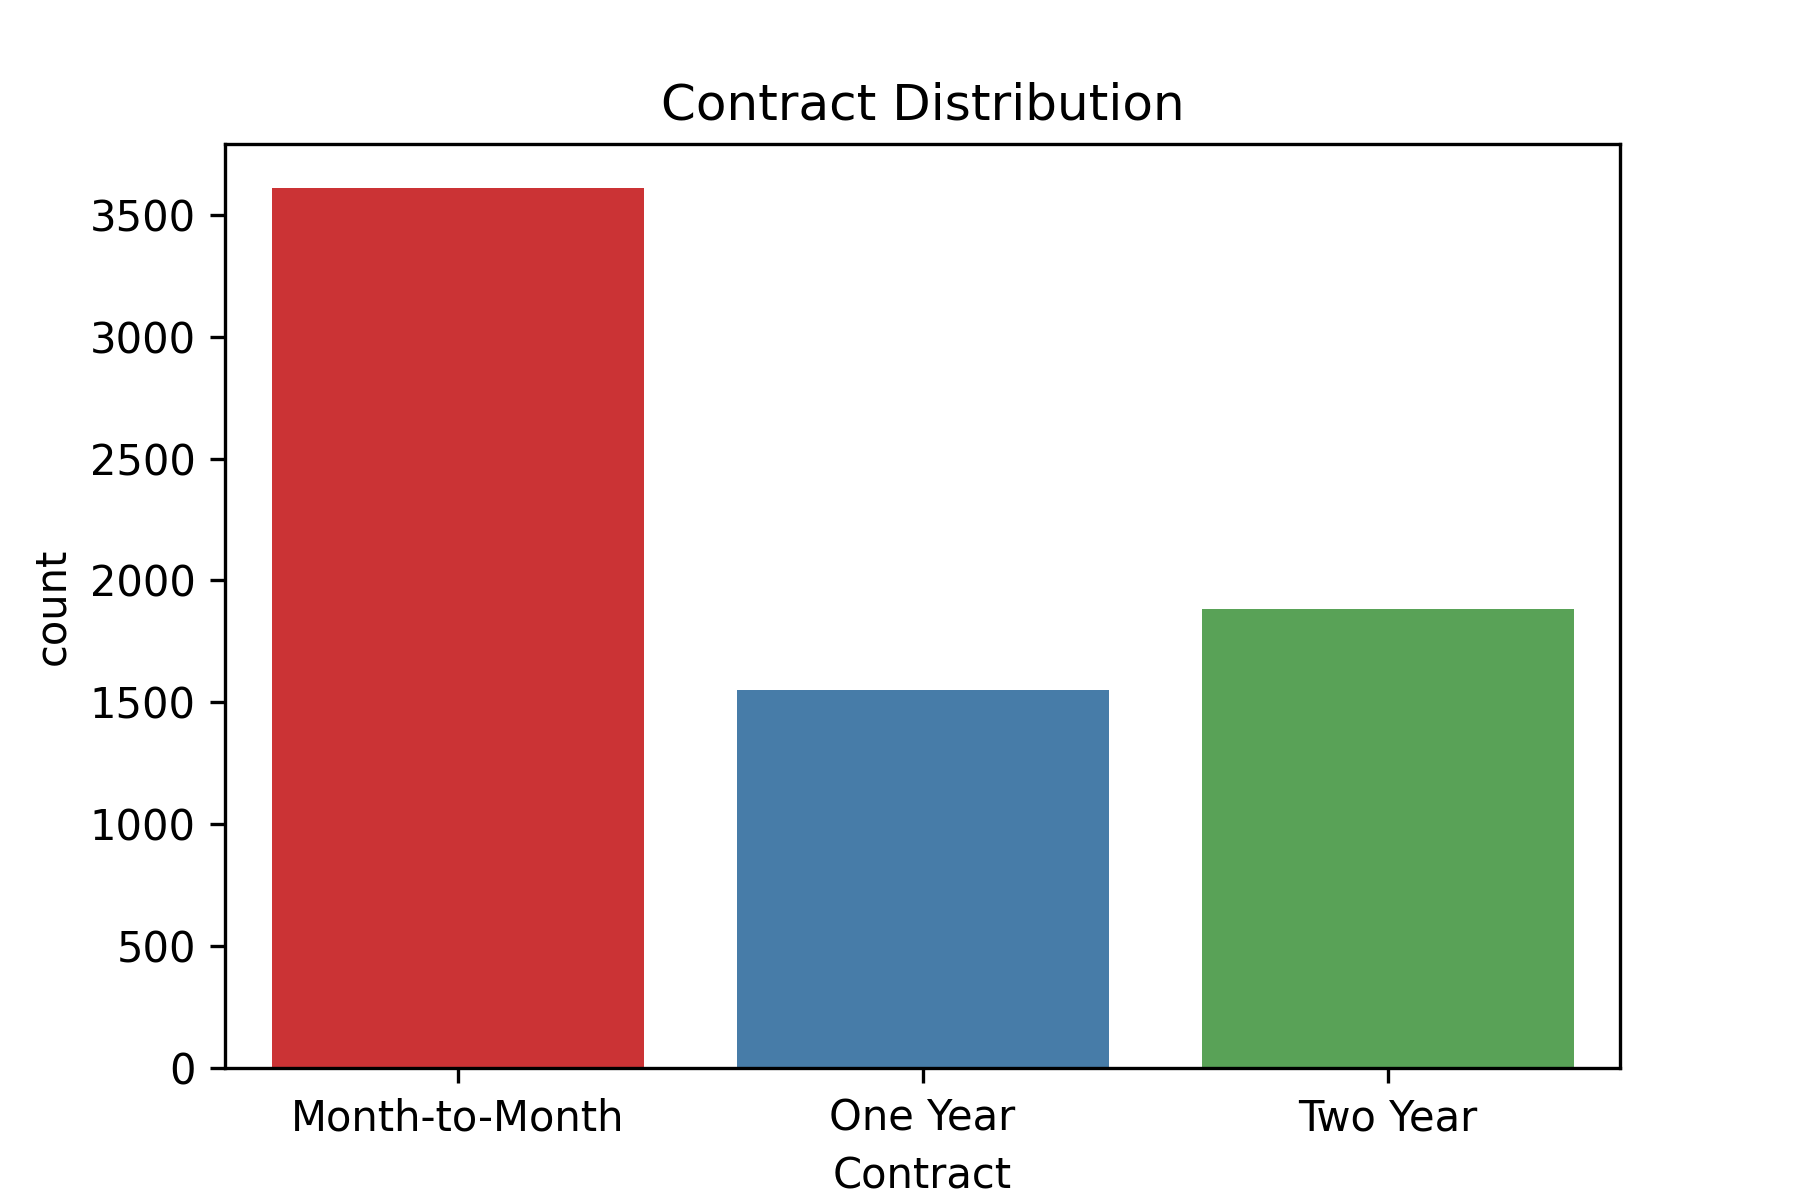 Contract Distribution
3500
3000
2500
2000
1500
1000
500
0
count
Month-to-Month
One Year
Two Year
Contract